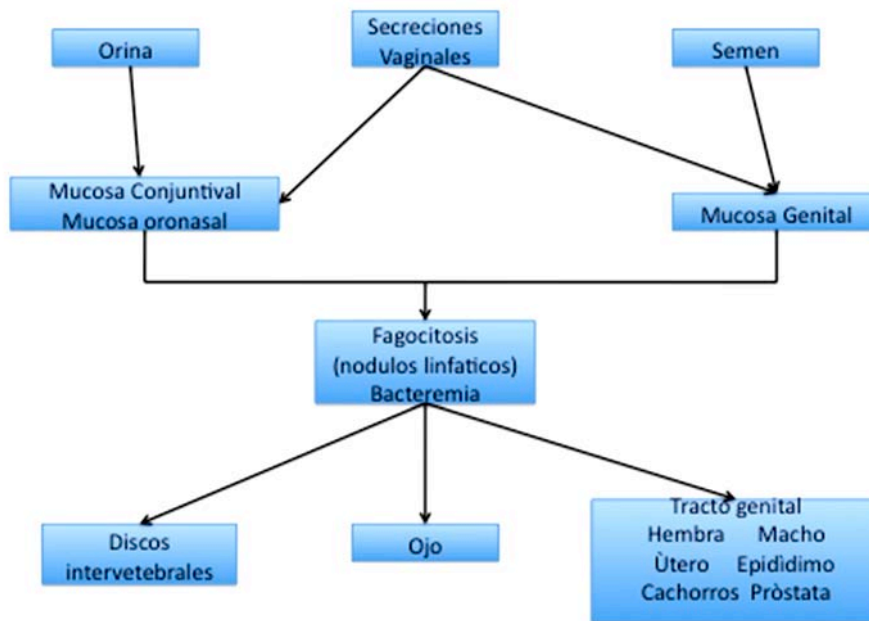 Orina
Secreciones
Vaginales
Semen
Mucosa Conjuntival
Mucosa oronasal
Mucosa Genital
Fagocitosis
(nodulos linfaticos)
Bacteremia
Discos
intervetebrales
Ojo
Tracto genital
Hembra Macho
Ùtero Epidìdimo
Cachorros Pròstata